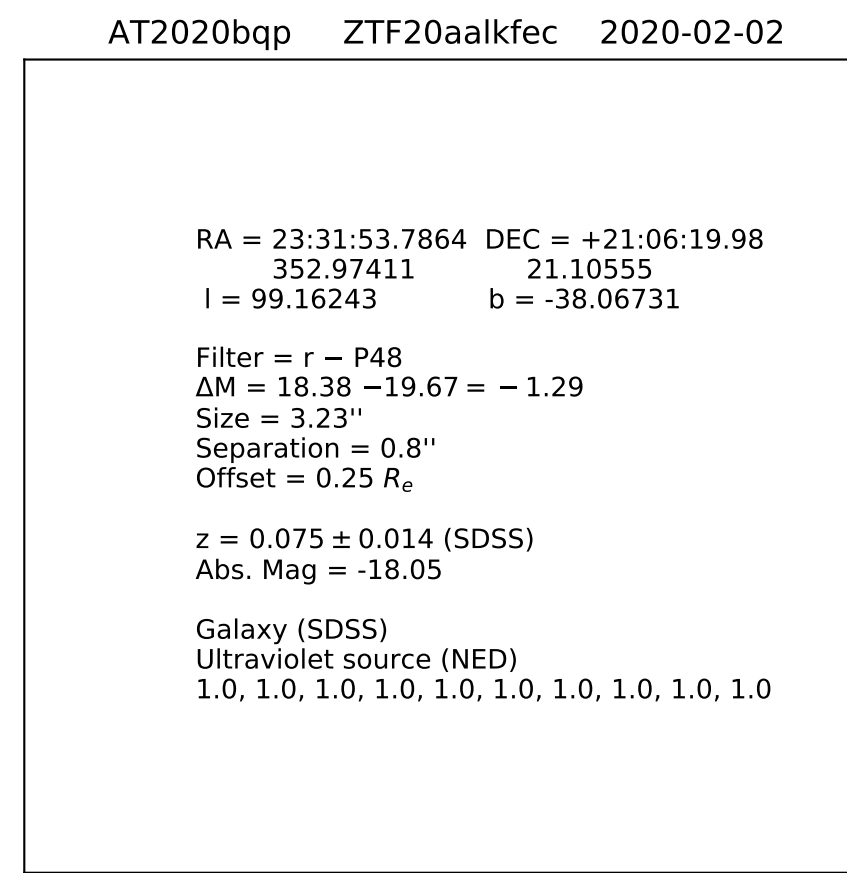 AT2020bqp ZTF20aalkfec 2020-02-02
RA = 23:31:53.7864 DEC = +21:06:19.98
352.97411 21.10555
l = 99.16243 b = -38.06731
Filter = r − P48
ΔM = 18.38 −19.67 = − 1.29
Size = 3.23''
Separation = 0.8''
Offset = 0.25 Re
z = 0.075 ± 0.014 (SDSS)
Abs. Mag = -18.05
Galaxy (SDSS)
Ultraviolet source (NED)
1.0, 1.0, 1.0, 1.0, 1.0, 1.0, 1.0, 1.0, 1.0, 1.0